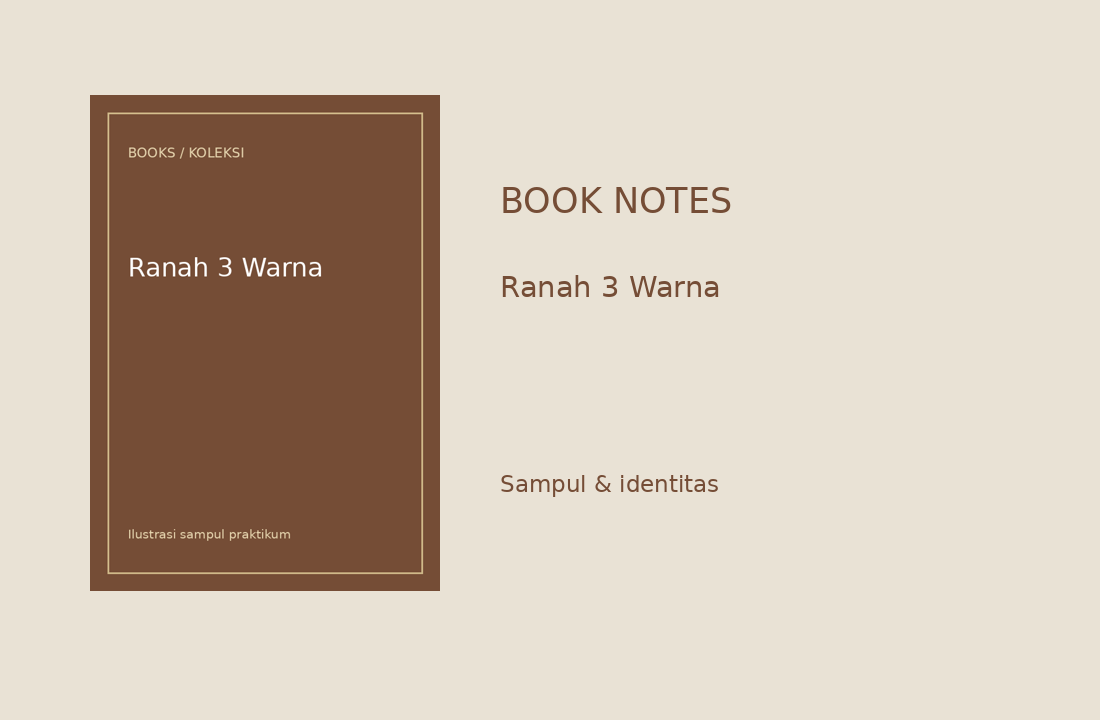 BOOKS / KOLEKSI
Ranah 3 Warna
Ilustrasi sampul praktikum
BOOK NOTES
Ranah 3 Warna
Sampul & identitas